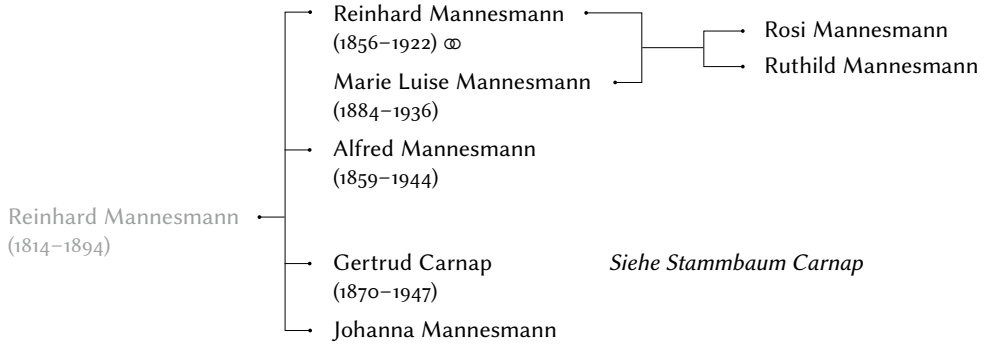 Reinhard Mannesmann
(1856–1922) ⚭
Marie Luise Mannesmann
(1884–1936)
Rosi Mannesmann
Ruthild Mannesmann
Alfred Mannesmann
(1859–1944)
Reinhard Mannesmann
(1814–1894)
Gertrud Carnap
(1870–1947)
Siehe Stammbaum Carnap
Johanna Mannesmann